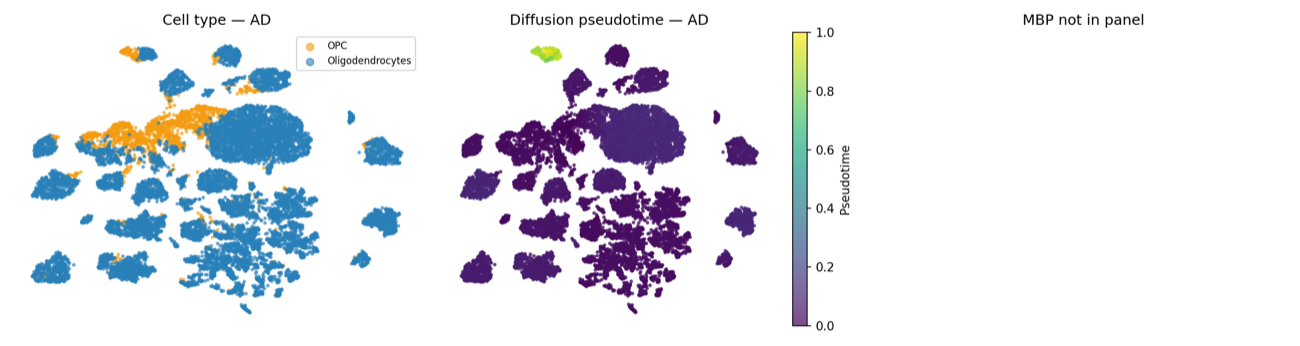 Cell type — AD
OPC
Oligodendrocytes
Diffusion pseudotime — AD
1.0
0.8
0.6
0.4
0.2
0.0
Pseudotime
MBP not in panel